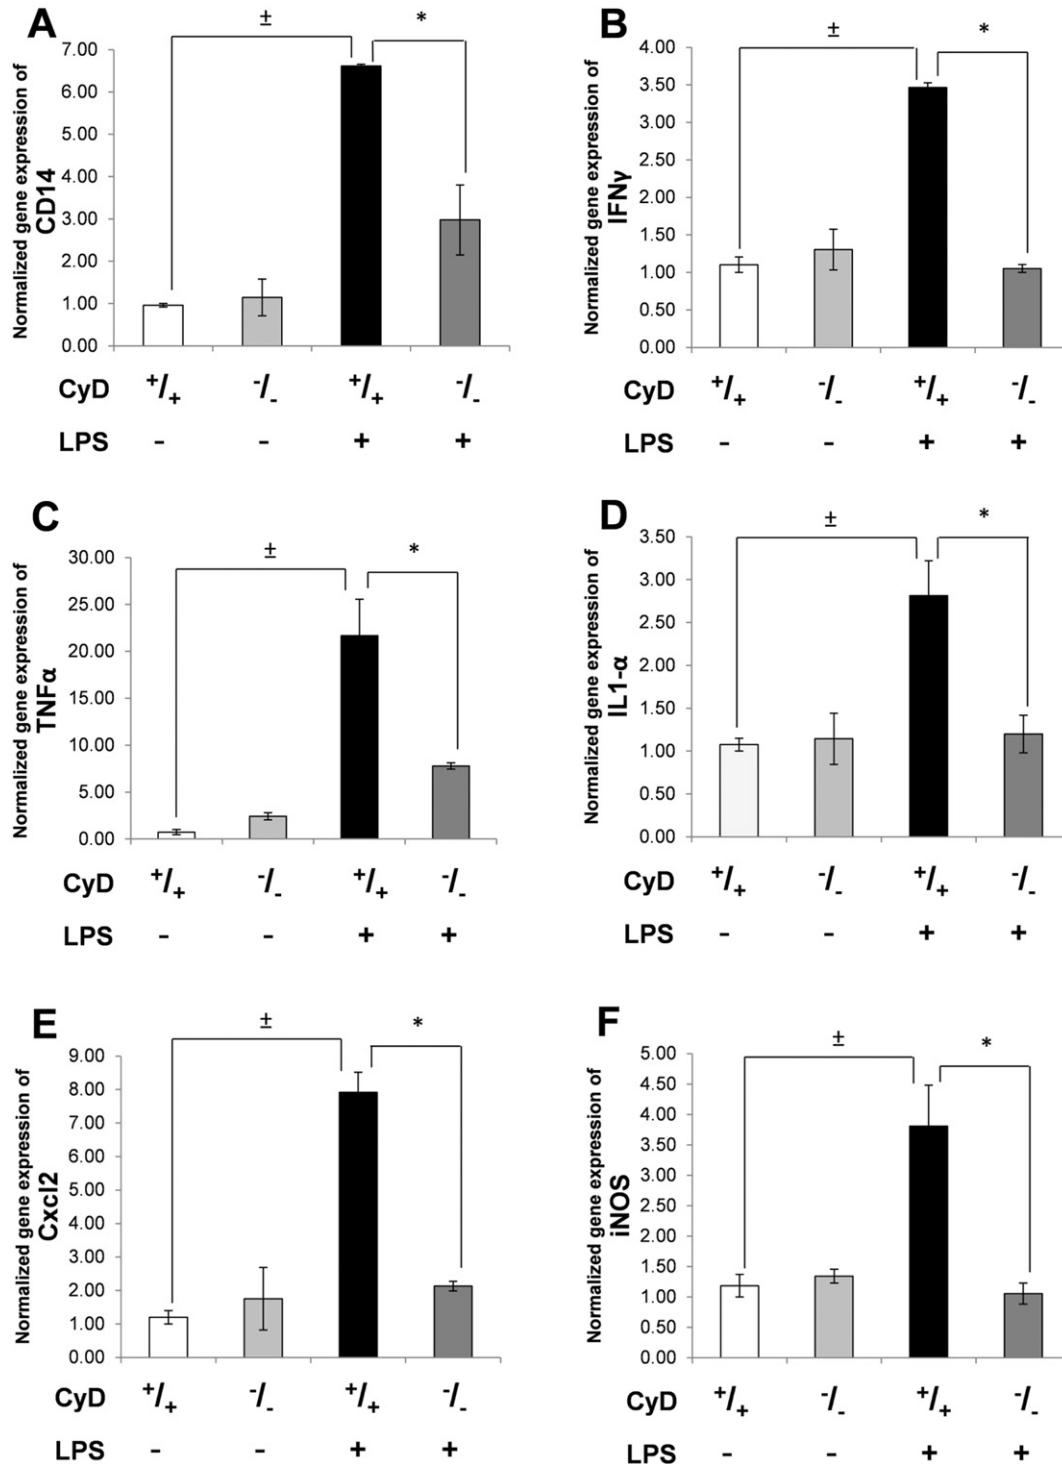 A
± *
Normalized gene expression of
CD14
7.00
6.00
5.00
4.00
3.00
2.00
1.00
0.00
CyD +/+ -/- +/+ -/-
LPS - - + +
B
± *
Normalized gene expression of
IFNγ
4.00
3.50
3.00
2.50
2.00
1.50
1.00
0.50
0.00
CyD +/+ -/- +/+ -/-
LPS - - + +
C
± *
Normalized gene expression of
TNFα
30.00
25.00
20.00
15.00
10.00
5.00
0.00
CyD +/+ -/- +/+ -/-
LPS - - + +
D
± *
Normalized gene expression of
IL1-α
3.50
3.00
2.50
2.00
1.50
1.00
0.50
0.00
CyD +/+ -/- +/+ -/-
LPS - - + +
E
± *
Normalized gene expression of
Cxcl2
9.00
8.00
7.00
6.00
5.00
4.00
3.00
2.00
1.00
0.00
CyD +/+ -/- +/+ -/-
LPS - - + +
F
± *
Normalized gene expression of
iNOS
5.00
4.50
4.00
3.50
3.00
2.50
2.00
1.50
1.00
0.50
0.00
CyD +/+ -/- +/+ -/-
LPS - - + +